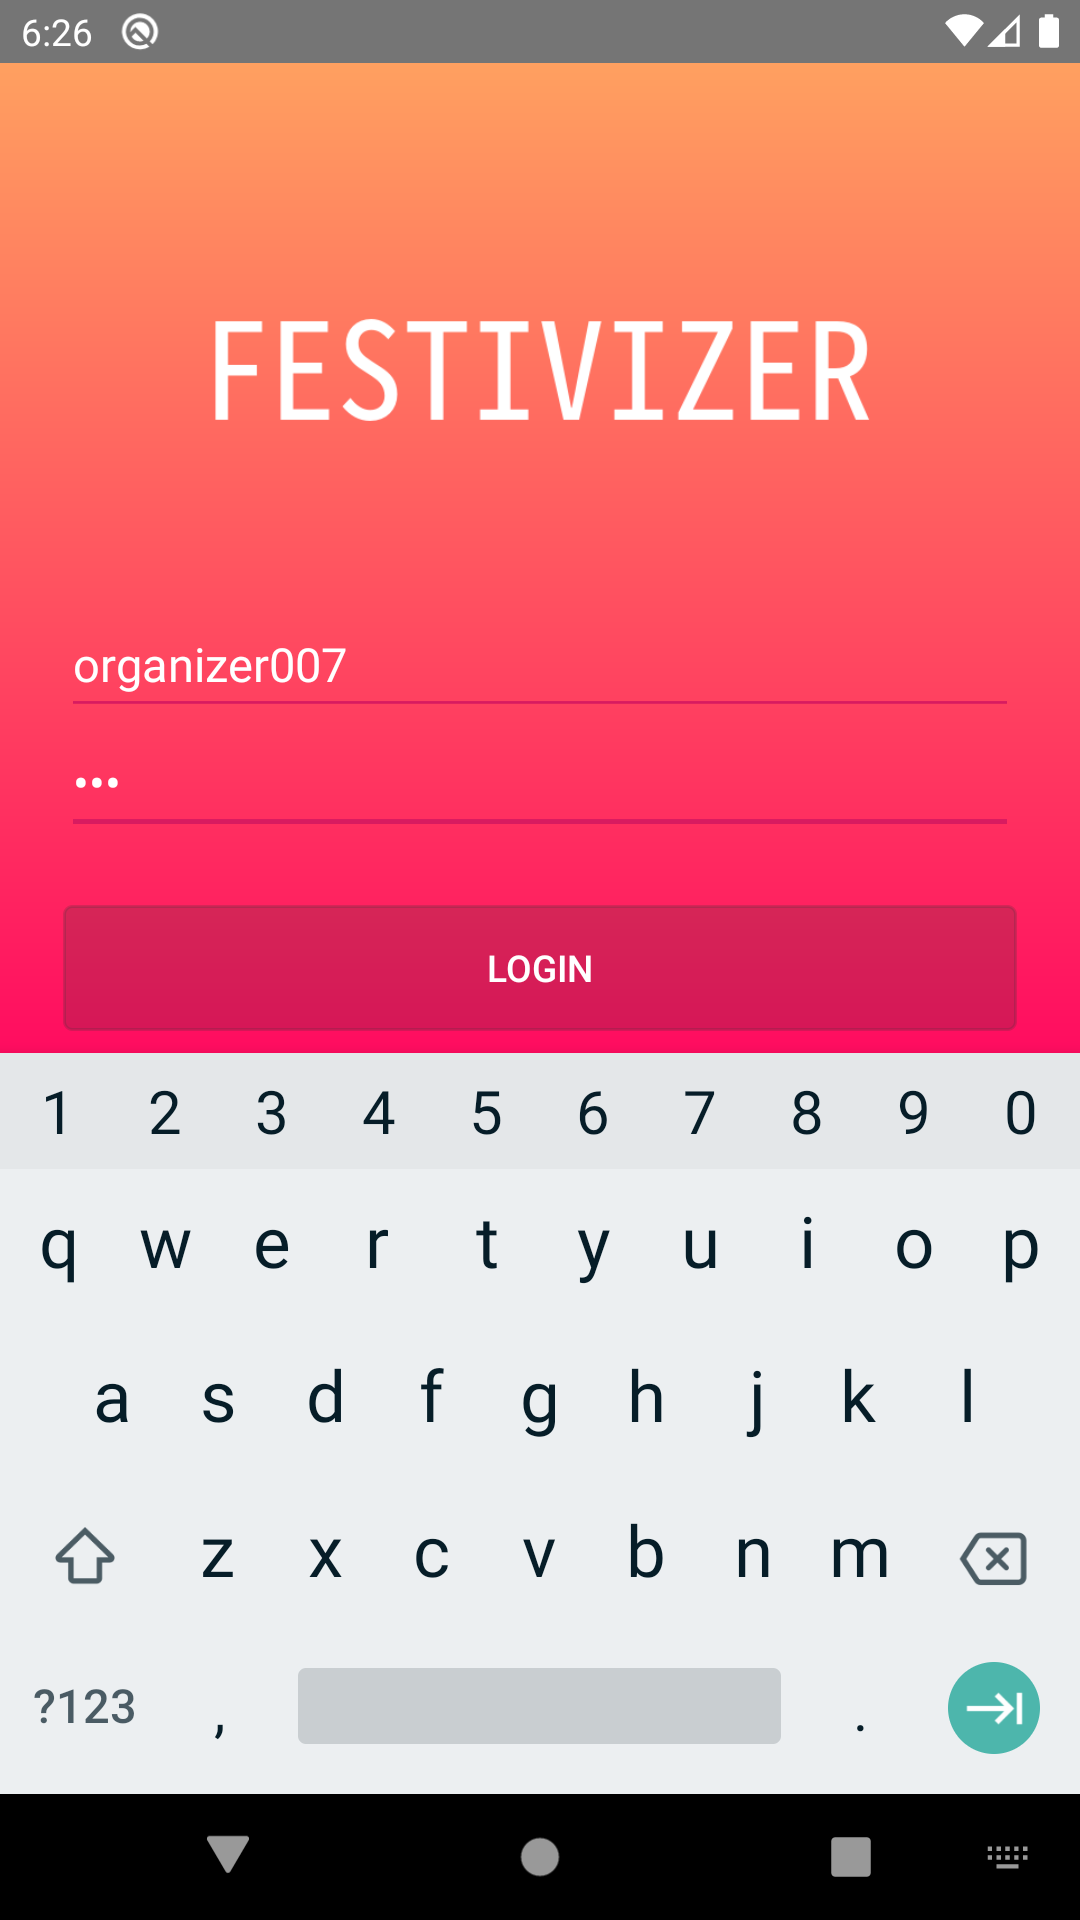 6:26
FESTIVIZER
organizer007
•••
LOGIN
1 2 3 4 5 6 7 8 9 0
q w e r t y u i o p
a s d f g h j k l
z x c v b n m
?123 , .